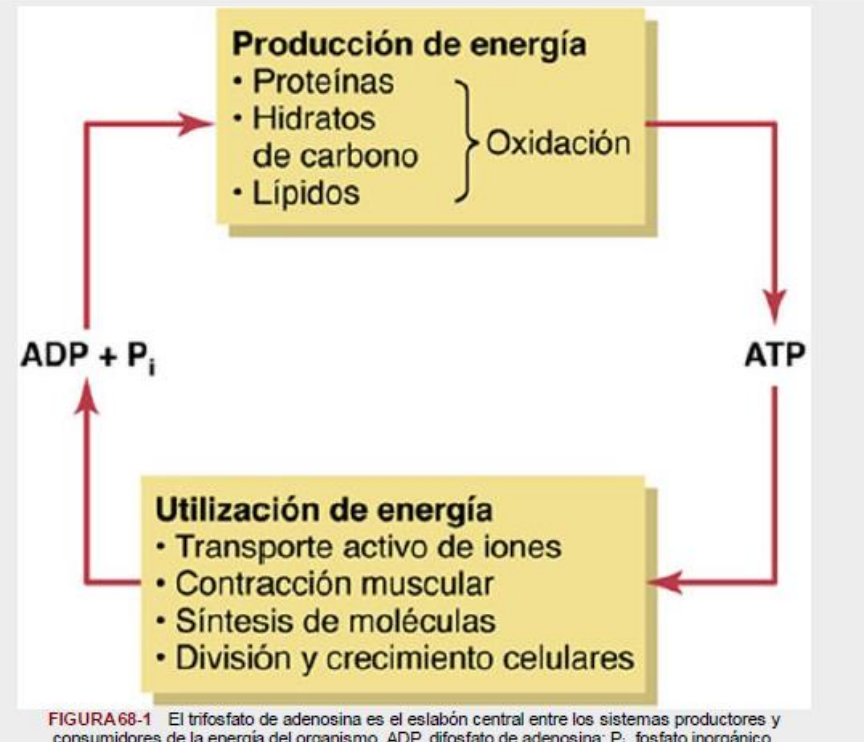 Producción de energía
• Proteínas
• Hidratos
de carbono
• Lípidos
Oxidación
ADP + Pi
ATP
Utilización de energía
• Transporte activo de iones
• Contracción muscular
• Síntesis de moléculas
• División y crecimiento celulares
FIGURA 68-1 El trifosfato de adenosina es el eslabón central entre los sistemas productores y
consumidores de la energía del organismo. ADP, difosfato de adenosina; Pi, fosfato inorgánico.